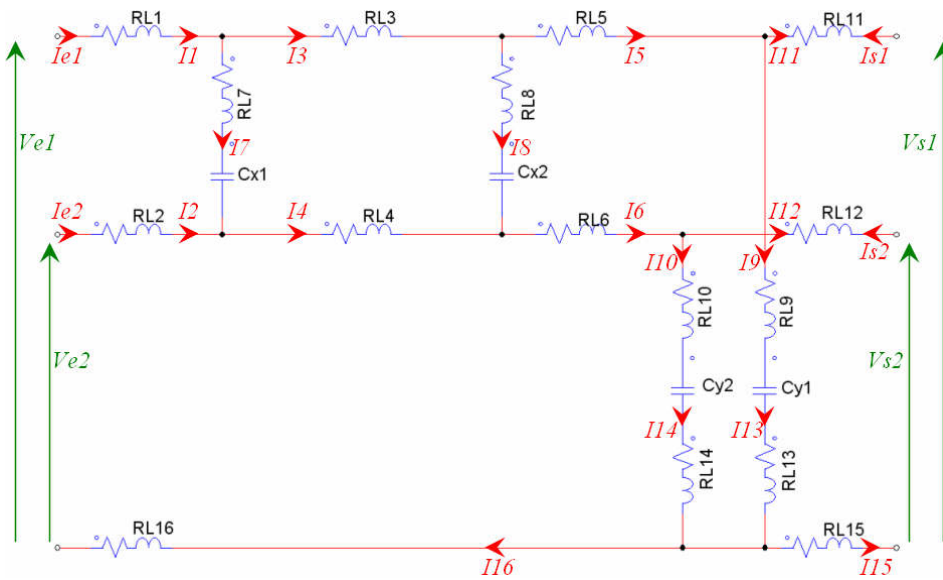 RL1 RL3 RL5 RL11
Ie1 I1 I3 I5 I11 Is1
RL7 RL8
Ve1 I7 I8 Vs1
Cx1 Cx2
Ie2 RL2 I2 I4 RL4 RL6 I6 I12 RL12 Is2
I10 I9
RL10 RL9
Ve2 Vs2
Cy2 Cy1
I14 I13
RL14 RL13
RL16 RL15
I16 I15